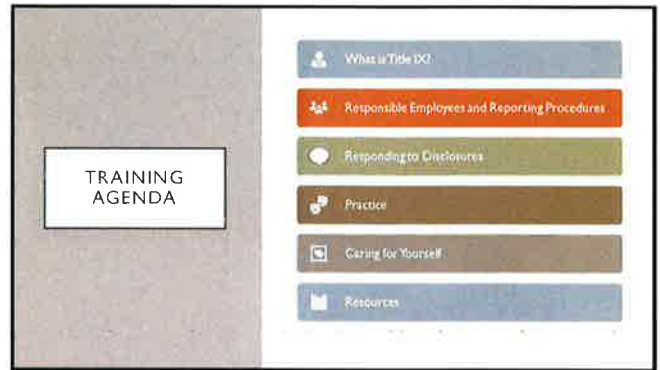 TRAINING
AGENDA
What is Title IX?
Responsible Employees and Reporting Procedures
Responding to Disclosures
Practice
Caring for Yourself
Resources